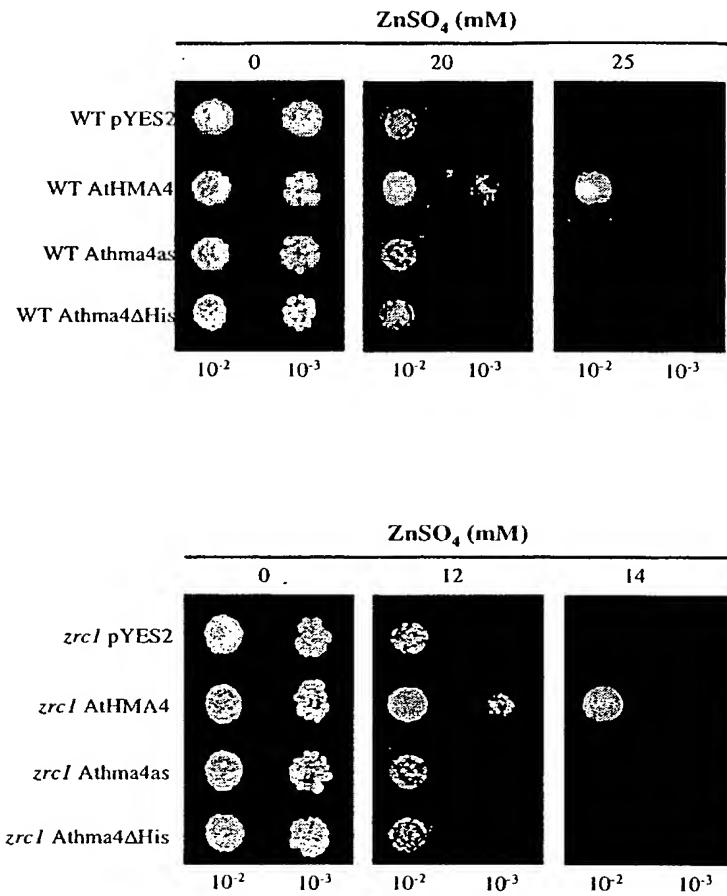 ZnSO₄ (mM)
0 20 25
WT pYES2
WT AtHMA4
WT Athma4as
WT Athma4ΔHis
10⁻² 10⁻³ 10⁻² 10⁻³ 10⁻² 10⁻³
ZnSO₄ (mM)
0 12 14
zrc1 pYES2
zrc1 AtHMA4
zrc1 Athma4as
zrc1 Athma4ΔHis
10⁻² 10⁻³ 10⁻² 10⁻³ 10⁻² 10⁻³